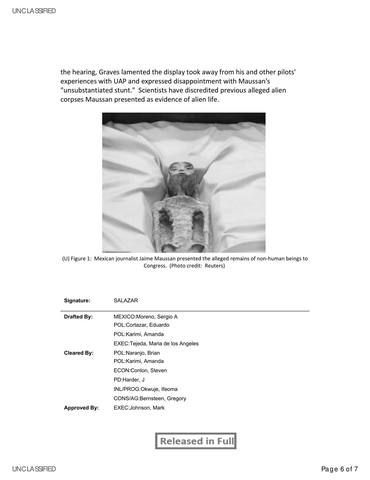 UNCLASSIFIED
the hearing, Graves lamented the display took away from his and other pilots'
experiences with UAP and expressed disappointment with Maussan's
"unsubstantiated stunt." Scientists have discredited previous alleged alien
corpses Maussan presented as evidence of alien life.
(U) Figure 1: Mexican journalist Jaime Maussan presented the alleged remains of non-human beings to
Congress. (Photo credit: Reuters)
Signature: SALAZAR
Drafted By: MEXICO:Moreno, Sergio A
POL:Cortazar, Eduardo
POL:Karimi, Amanda
EXEC:Tejeda, Maria de los Angeles
Cleared By: POL:Naranjo, Brian
POL:Karimi, Amanda
ECON:Conlon, Steven
PD:Harder, J
INL/PROG:Okwuje, Ifeoma
CONS/AG:Bernsteen, Gregory
Approved By: EXEC:Johnson, Mark
Released in Full
UNCLASSIFIED Page 6 of 7